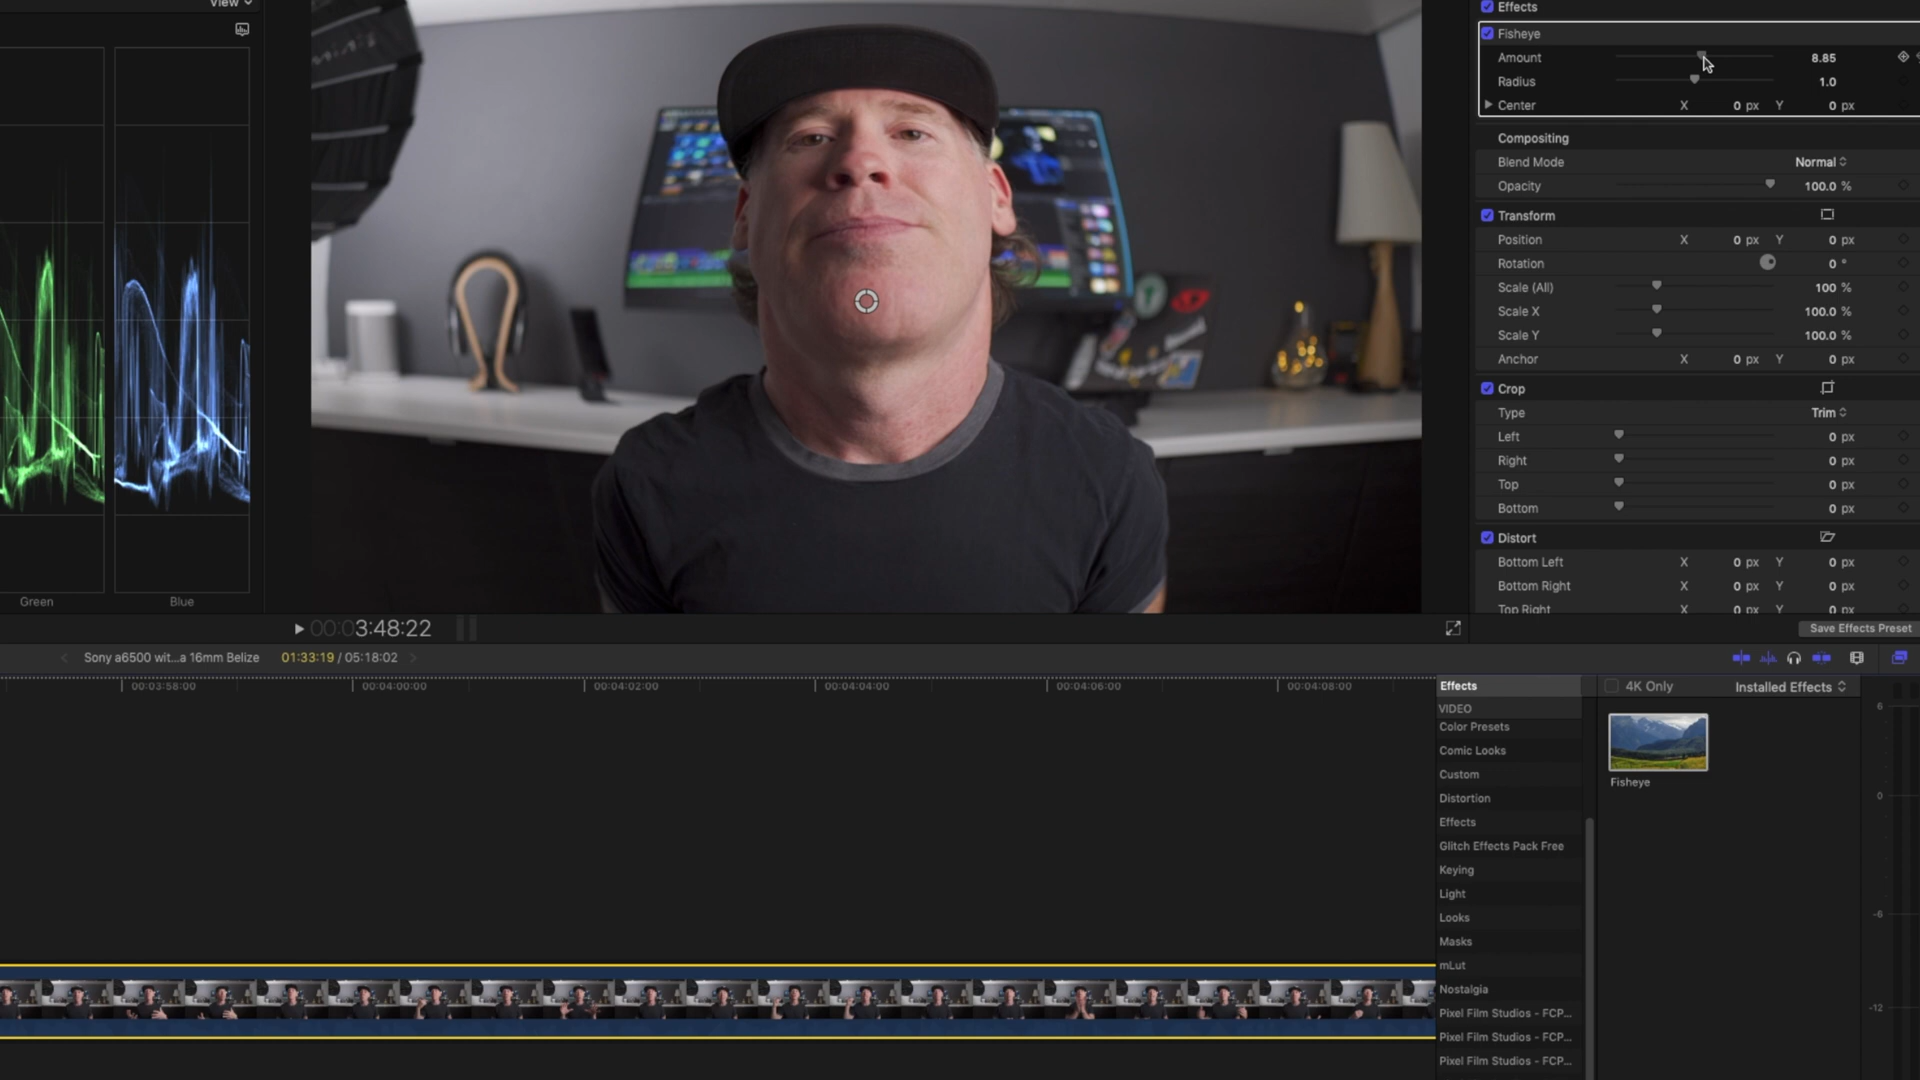 View
Effects
Fisheye
Amount 8.85
Radius 1.0
Center X 0 px Y 0 px
Compositing
Blend Mode Normal
Opacity 100.0 %
Transform
Position X 0 px Y 0 px
Rotation 0 °
Scale (All) 100 %
Scale X 100.0 %
Scale Y 100.0 %
Anchor X 0 px Y 0 px
Crop
Type Trim
Left 0 px
Right 0 px
Top 0 px
Bottom 0 px
Distort
Bottom Left X 0 px Y 0 px
Bottom Right X 0 px Y 0 px
Top Right X 0 px Y 0 px
Green Blue
00:03:48:22
Save Effects Preset
Sony a6500 wit...a 16mm Belize 01:33:19 / 05:18:02
00:03:58:00 00:04:00:00 00:04:02:00 00:04:04:00 00:04:06:00 00:04:08:00
Effects 4K Only Installed Effects
VIDEO
Color Presets
Comic Looks
Custom
Distortion
Effects
Glitch Effects Pack Free
Keying
Light
Looks
Masks
mLut
Nostalgia
Pixel Film Studios - FCP...
Pixel Film Studios - FCP...
Pixel Film Studios - FCP...
Fisheye
6
0
-6
-12